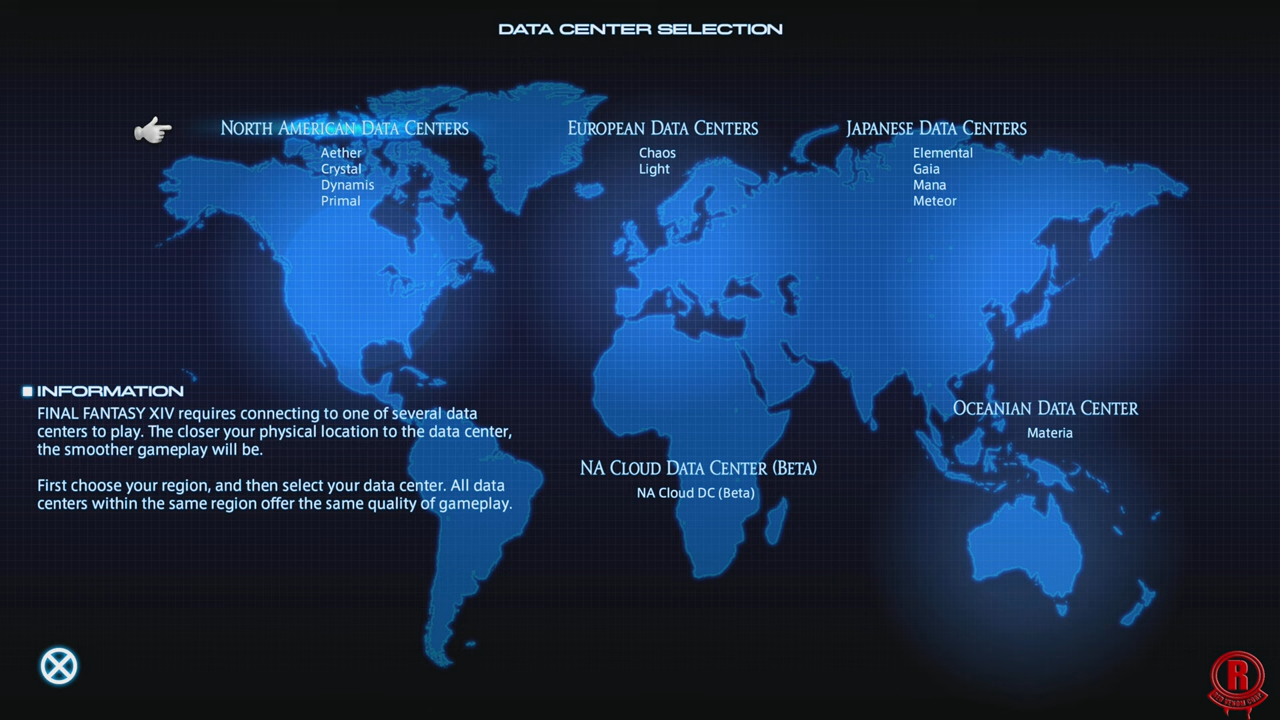 DATA CENTER SELECTION
NORTH AMERICAN DATA CENTERS
Aether
Crystal
Dynamis
Primal
EUROPEAN DATA CENTERS
Chaos
Light
JAPANESE DATA CENTERS
Elemental
Gaia
Mana
Meteor
INFORMATION
FINAL FANTASY XIV requires connecting to one of several data
centers to play. The closer your physical location to the data center,
the smoother gameplay will be.
First choose your region, and then select your data center. All data
centers within the same region offer the same quality of gameplay.
OCEANIAN DATA CENTER
Materia
NA CLOUD DATA CENTER (BETA)
NA Cloud DC (Beta)
R